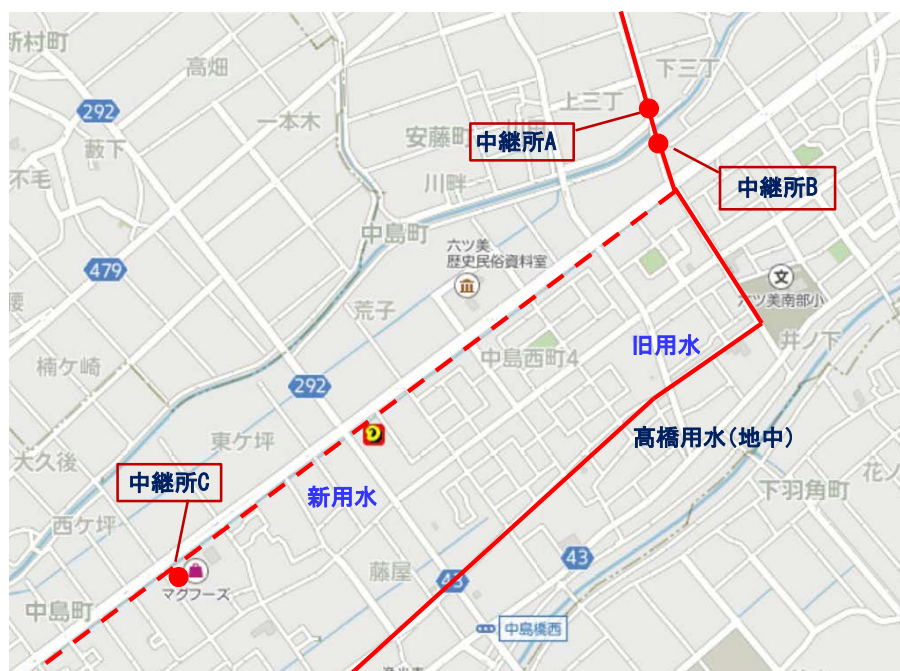 新村町
高畑
下三丁
上三丁
292
一本木
安藤町
中継所A
薮下
不毛
川畔
中継所B
中島町
六ツ美
歴史民俗資料室
479
文
六ツ美南部小
荒子
旧用水
井ノ下
中島西町4
楠ケ崎
292
高橋用水(地中)
東ケ坪
大久後
中継所C
新用水
下羽角町
西ケ坪
43
藤屋
43
マグフーズ
中島町
中島橋西